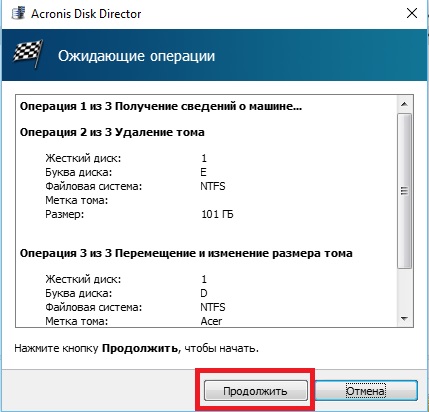 Acronis Disk Director
Ожидающие операции
Операция 1 из 3 Получение сведений о машине...
Операция 2 из 3 Удаление тома
Жесткий диск: 1
Буква диска: E
Файловая система: NTFS
Метка тома:
Размер: 101 ГБ
Операция 3 из 3 Перемещение и изменение размера тома
Жесткий диск: 1
Буква диска: D
Файловая система: NTFS
Метка тома: Acer
Нажмите кнопку Продолжить, чтобы начать.
Продолжить Отмена